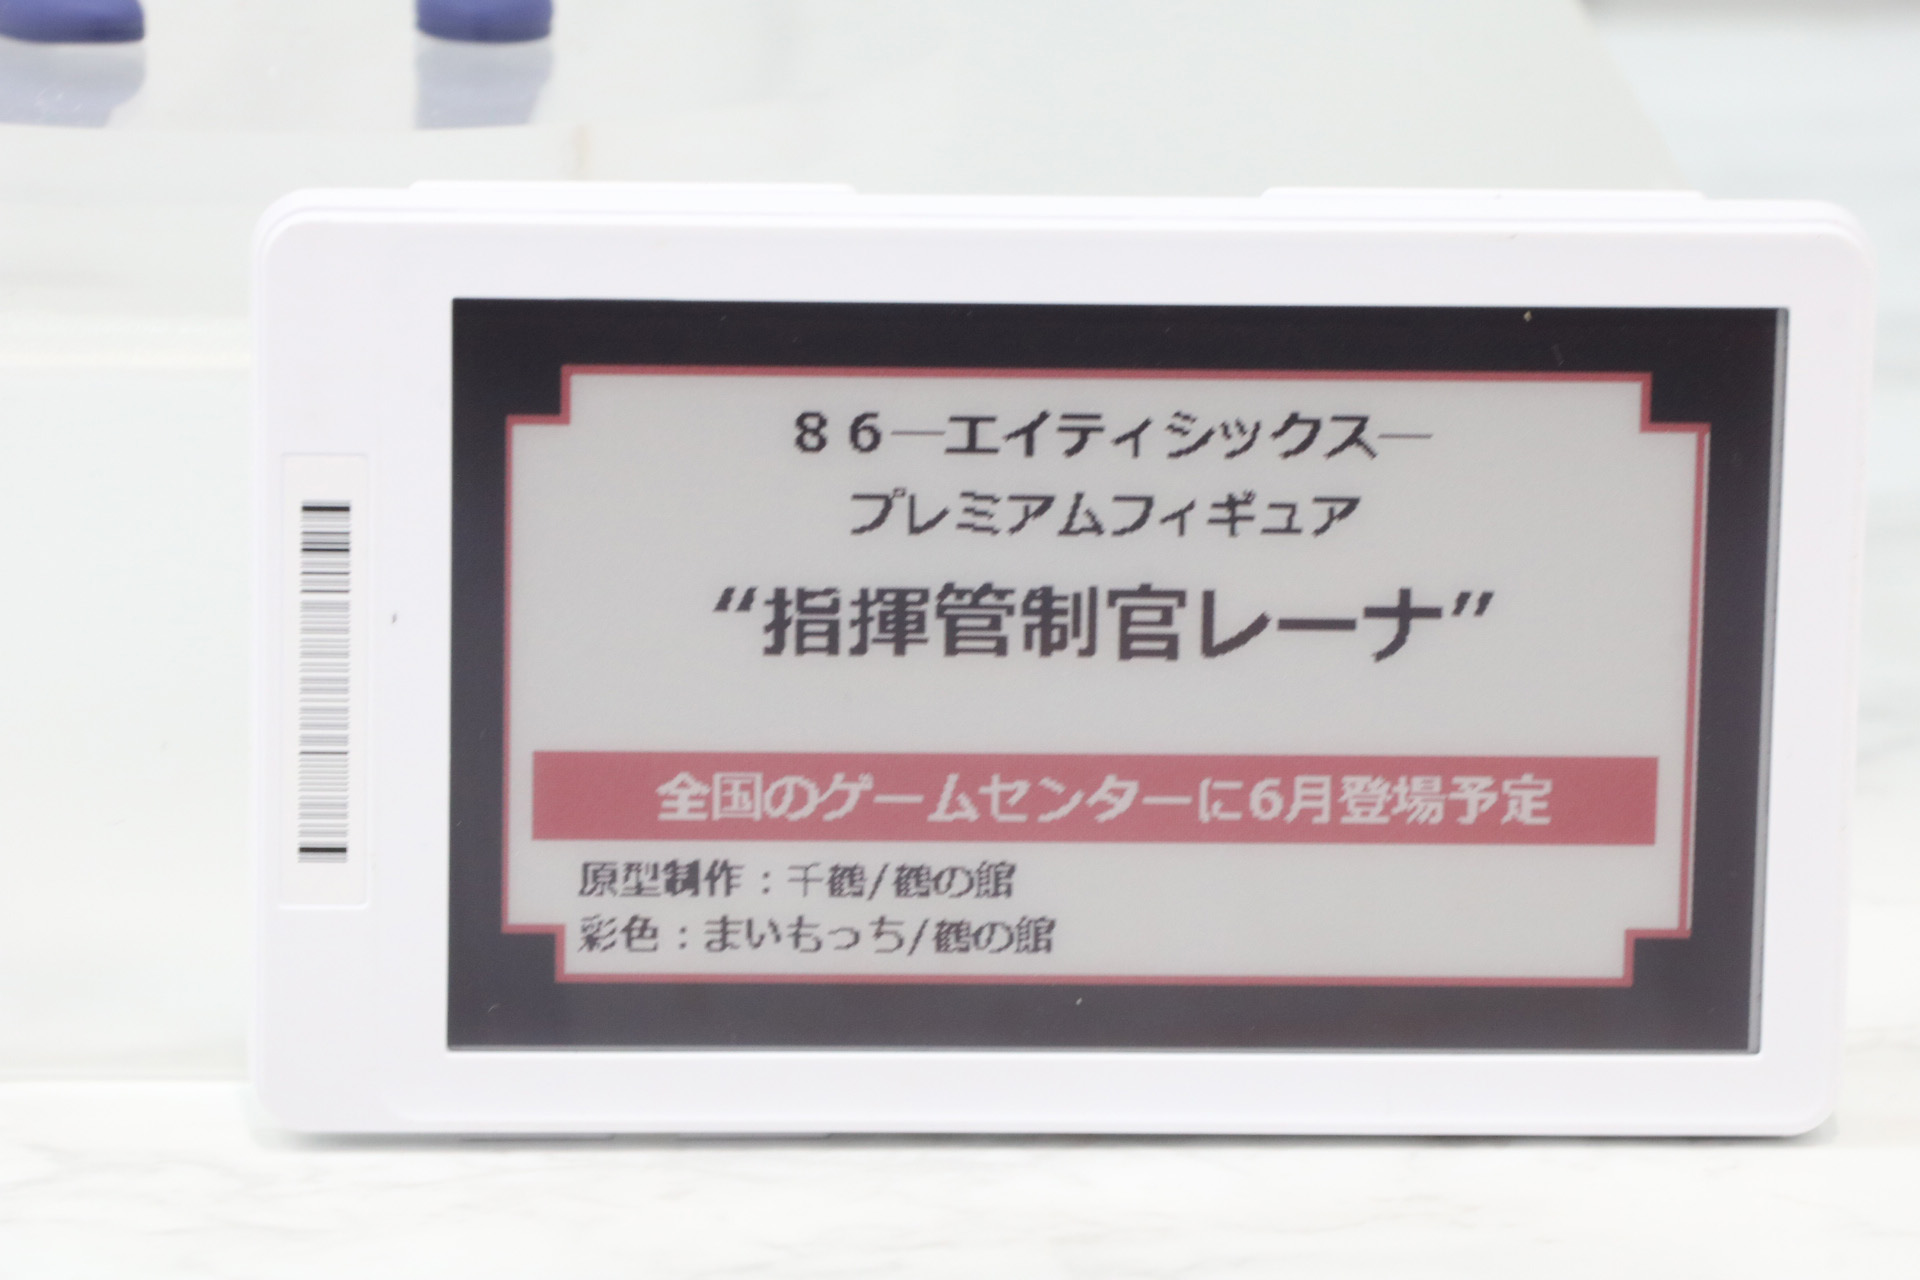 ８６―エイティシックス―
プレミアムフィギュア
“指揮管制官レーナ”
全国のゲームセンターに6月登場予定
原型制作：千鶴/鶴の館
彩色：まいもっち/鶴の館